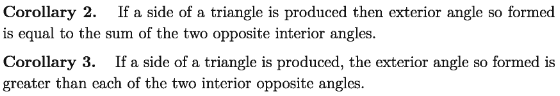 Corollary 2. If a side of a triangle is produced then exterior angle so formed
is equal to the sum of the two opposite interior angles.
Corollary 3. If a side of a triangle is produced, the exterior angle so formed is
greater than each of the two interior opposite angles.